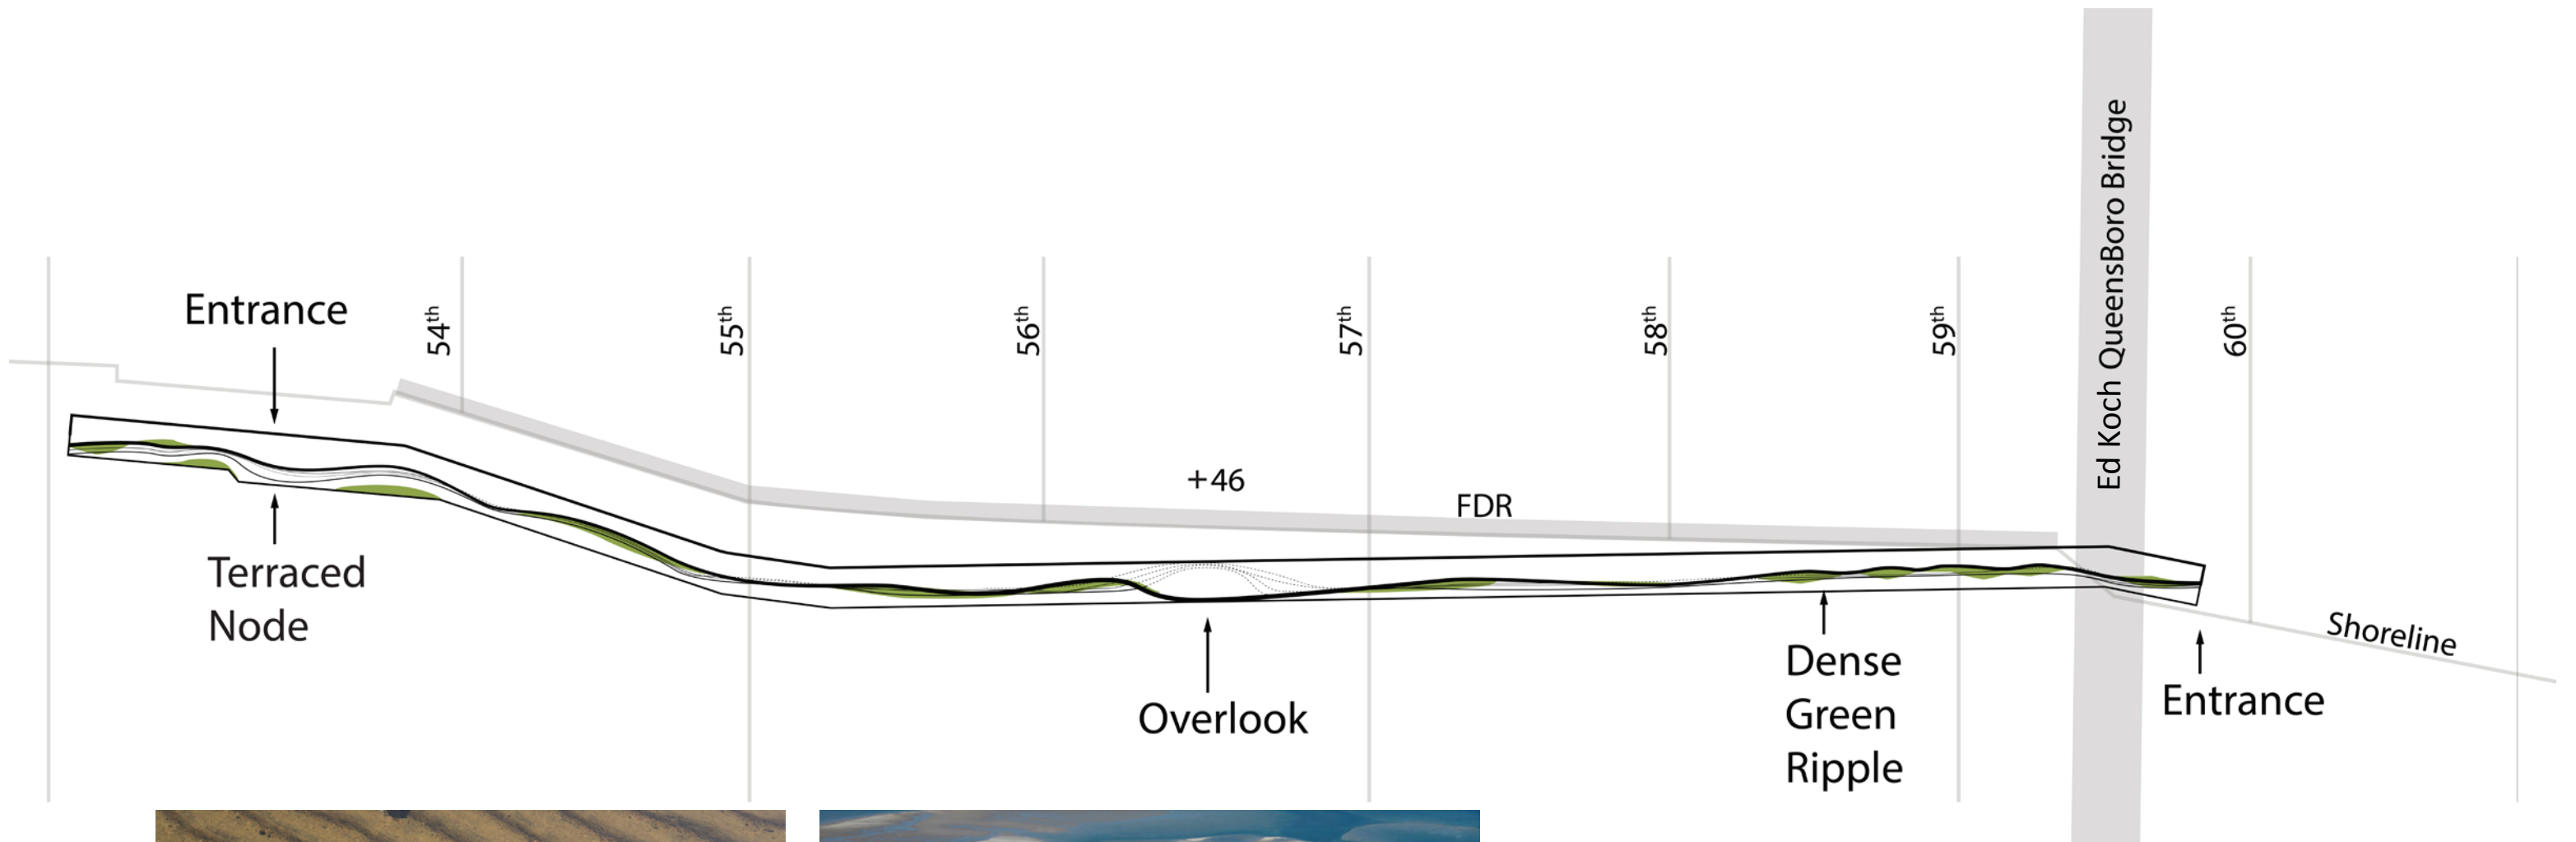 Entrance
54th
55th
56th
57th
58th
59th
60th
Ed Koch QueensBoro Bridge
+46
FDR
Terraced
Node
Overlook
Dense
Green
Ripple
Shoreline
Entrance